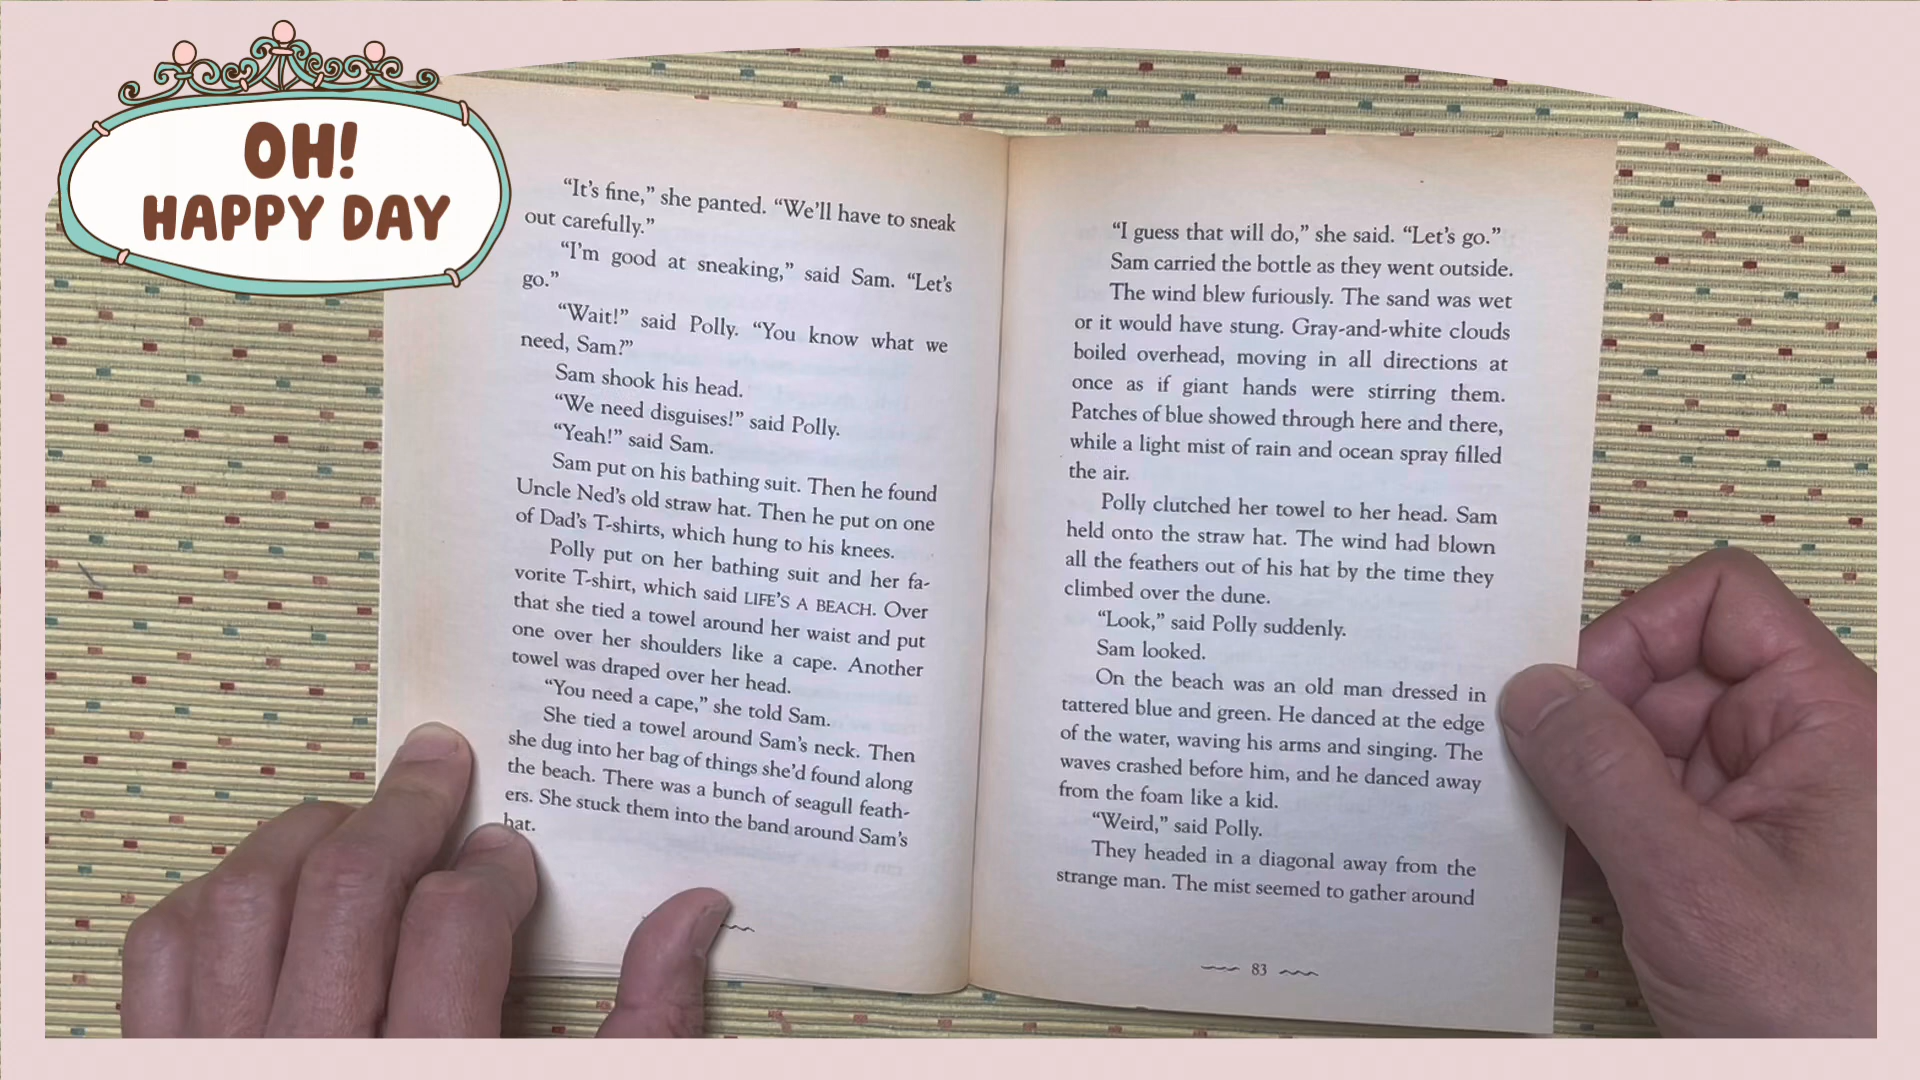 OH!
HAPPY DAY
“It’s fine,” she panted. “We’ll have to sneak
out carefully.”
“I’m good at sneaking,” said Sam. “Let’s
go.”
“Wait!” said Polly. “You know what we
need, Sam?”
Sam shook his head.
“We need disguises!” said Polly.
“Yeah!” said Sam.
Sam put on his bathing suit. Then he found
Uncle Ned’s old straw hat. Then he put on one
of Dad’s T-shirts, which hung to his knees.
Polly put on her bathing suit and her fa-
vorite T-shirt, which said LIFE’S A BEACH. Over
that she tied a towel around her waist and put
one over her shoulders like a cape. Another
towel was draped over her head.
“You need a cape,” she told Sam.
She tied a towel around Sam’s neck. Then
she dug into her bag of things she’d found along
the beach. There was a bunch of seagull feath-
ers. She stuck them into the band around Sam’s
hat.
“I guess that will do,” she said. “Let’s go.”
Sam carried the bottle as they went outside.
The wind blew furiously. The sand was wet
or it would have stung. Gray-and-white clouds
boiled overhead, moving in all directions at
once as if giant hands were stirring them.
Patches of blue showed through here and there,
while a light mist of rain and ocean spray filled
the air.
Polly clutched her towel to her head. Sam
held onto the straw hat. The wind had blown
all the feathers out of his hat by the time they
climbed over the dune.
“Look,” said Polly suddenly.
Sam looked.
On the beach was an old man dressed in
tattered blue and green. He danced at the edge
of the water, waving his arms and singing. The
waves crashed before him, and he danced away
from the foam like a kid.
“Weird,” said Polly.
They headed in a diagonal away from the
strange man. The mist seemed to gather around
83